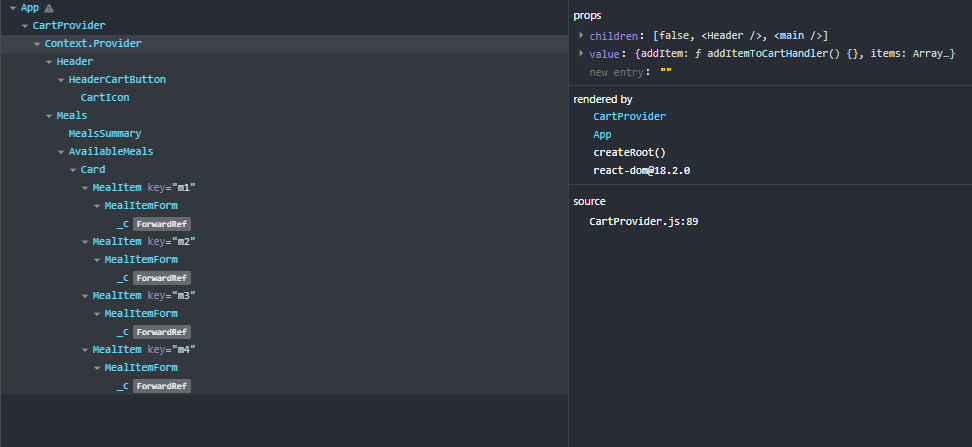 App
CartProvider
Context.Provider
Header
HeaderCartButton
CartIcon
Meals
MealsSummary
AvailableMeals
Card
MealItem key="m1"
MealItemForm
_c ForwardRef
MealItem key="m2"
MealItemForm
_c ForwardRef
MealItem key="m3"
MealItemForm
_c ForwardRef
MealItem key="m4"
MealItemForm
_c ForwardRef
props
children: [false, <Header />, <main />]
value: {addItem: ƒ addItemToCartHandler() {}, items: Array…}
new entry: ""
rendered by
CartProvider
App
createRoot()
react-dom@18.2.0
source
CartProvider.js:89